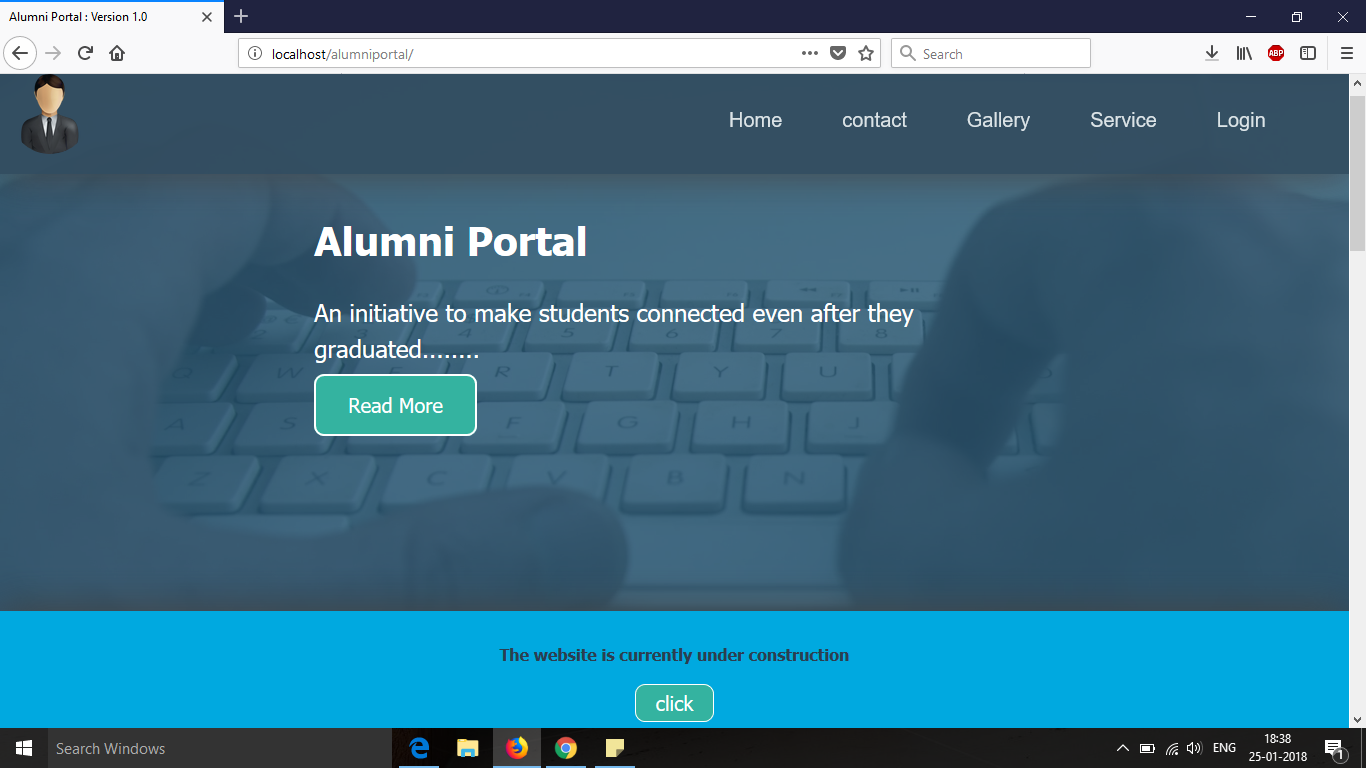 Alumni Portal : Version 1.0
localhost/alumniportal/
Search
ABP
Home contact Gallery Service Login
Alumni Portal
An initiative to make students connected even after they
graduated........
Read More
Q W E R T Y U
A S F G H J
Z X C V B N
The website is currently under construction
click
Search Windows
ENG
18:38
25-01-2018
1